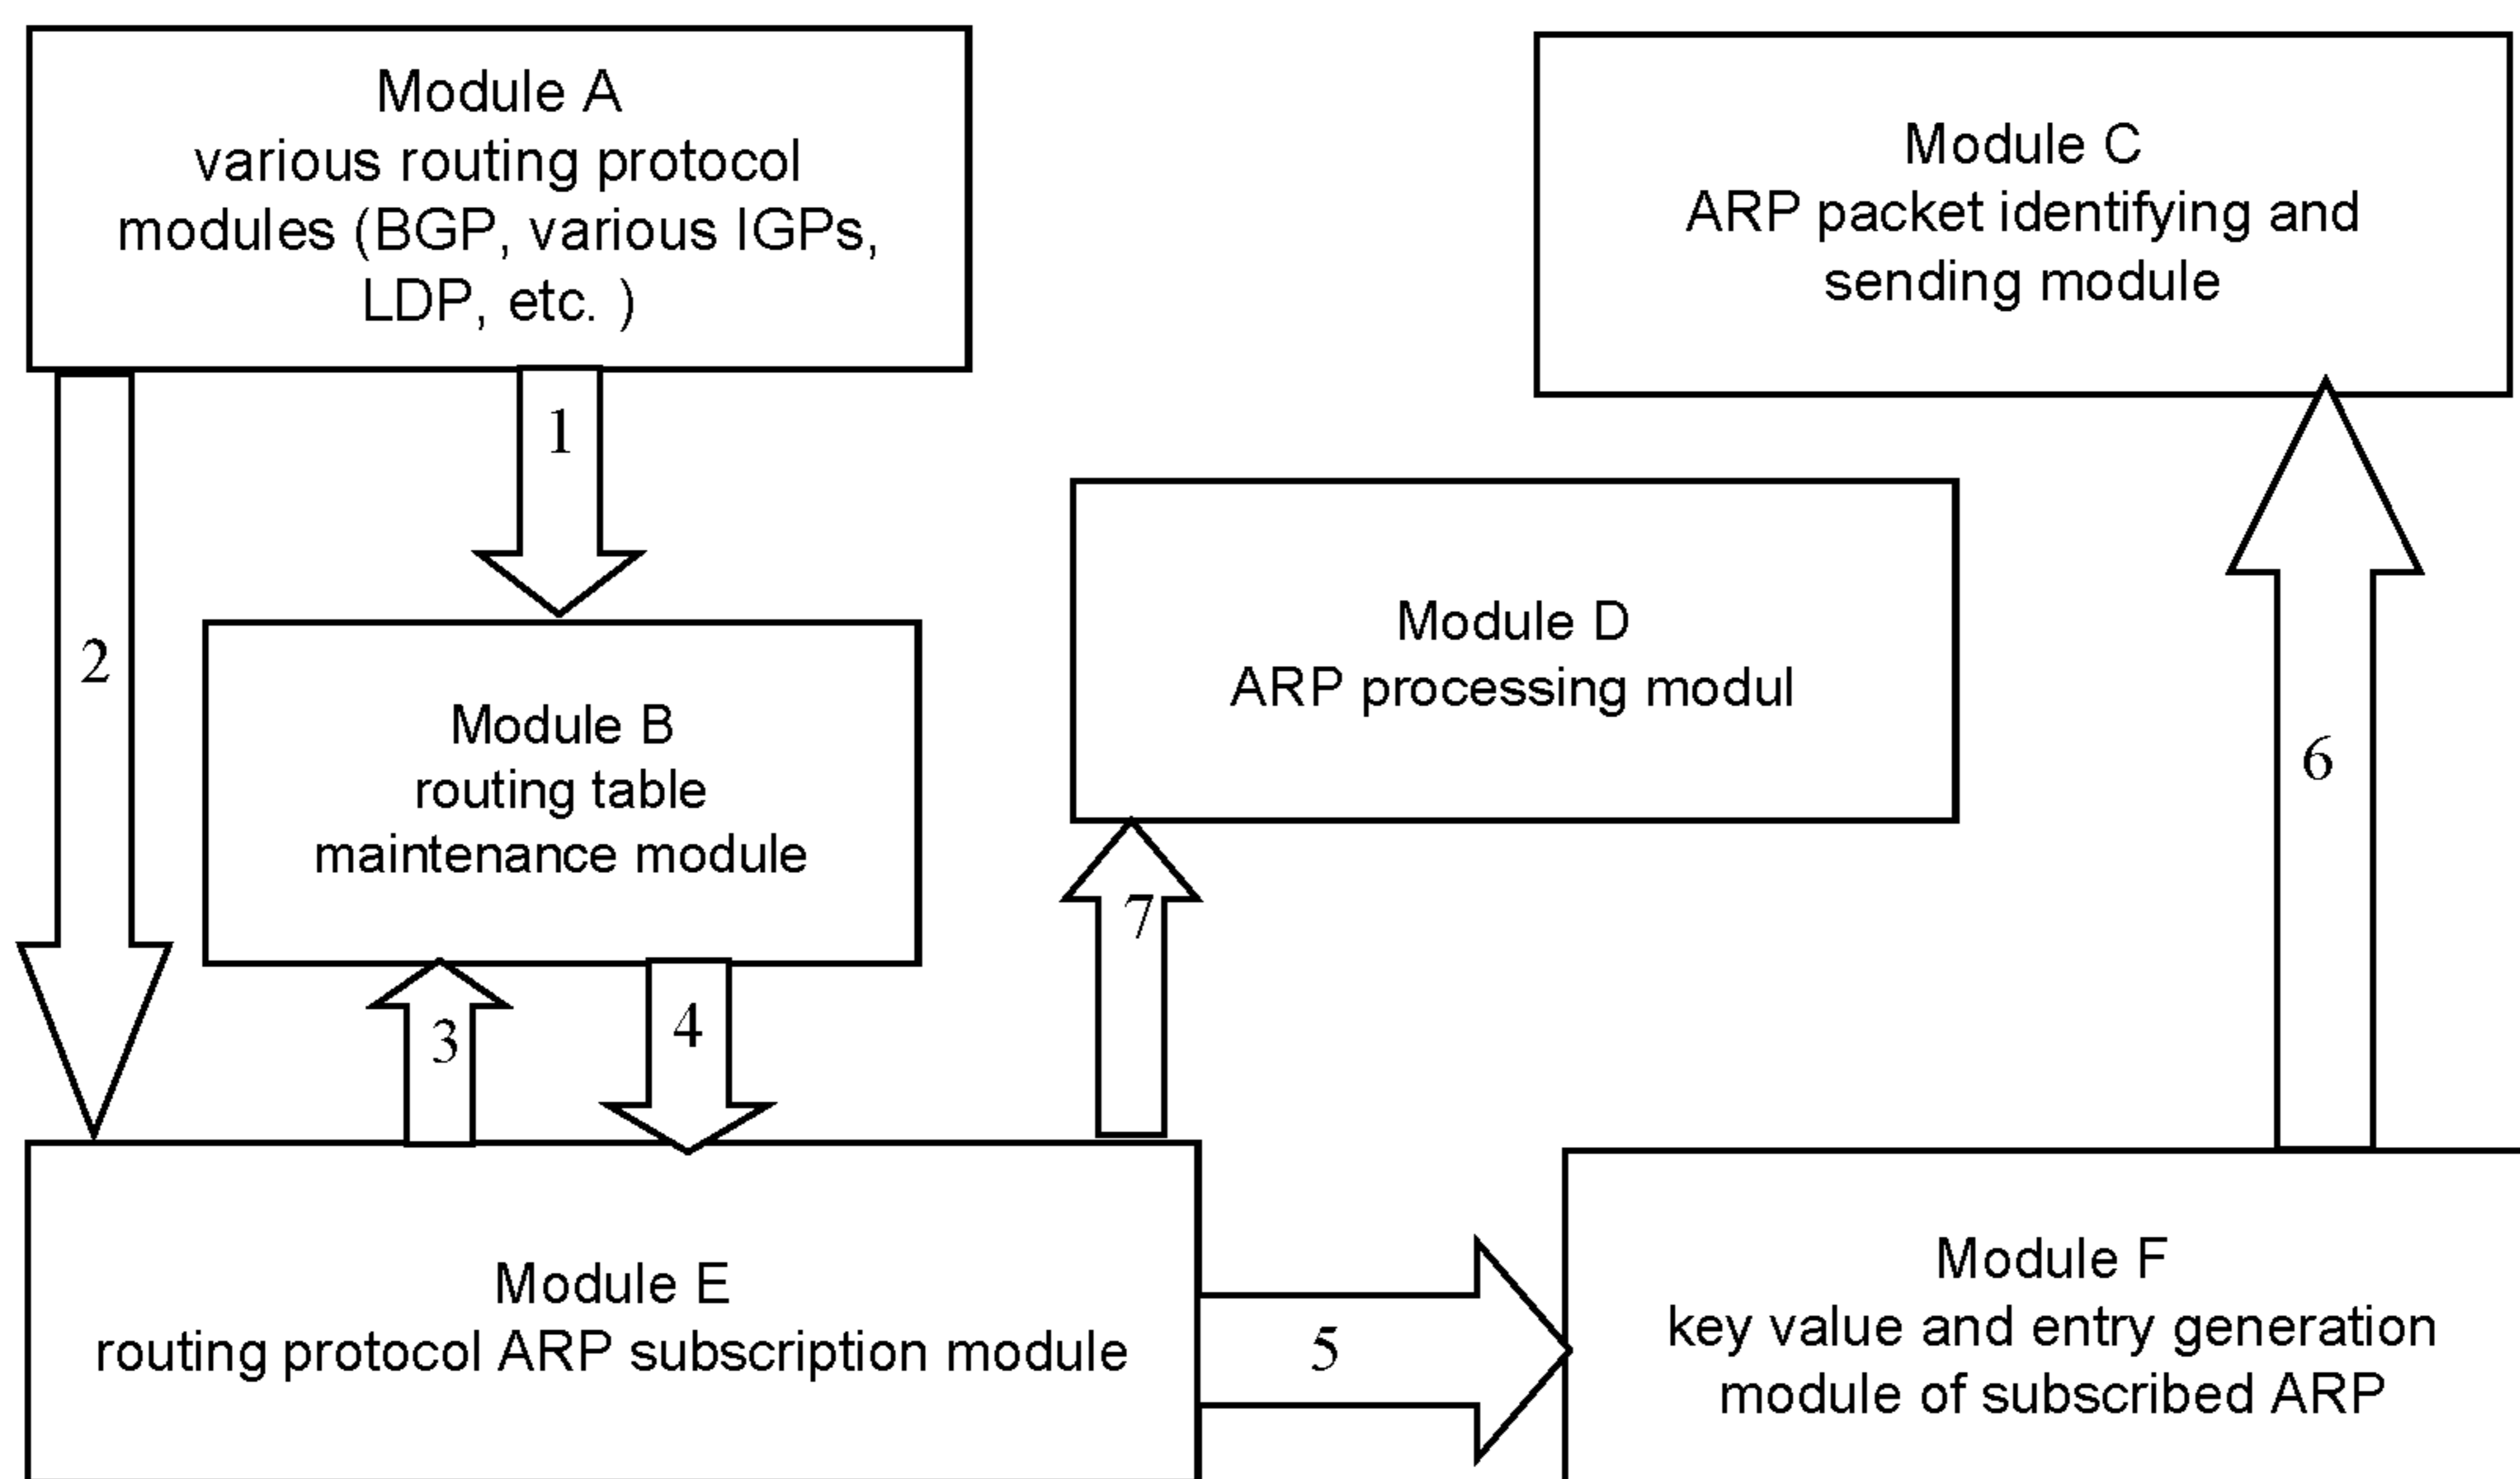 Module A
various routing protocol
modules (BGP, various IGPs,
LDP, etc. )
Module C
ARP packet identifying and
sending module
1
2
Module D
ARP processing modul
Module B
routing table
maintenance module
6
7
3
4
Module E
routing protocol ARP subscription module
5
Module F
key value and entry generation
module of subscribed ARP